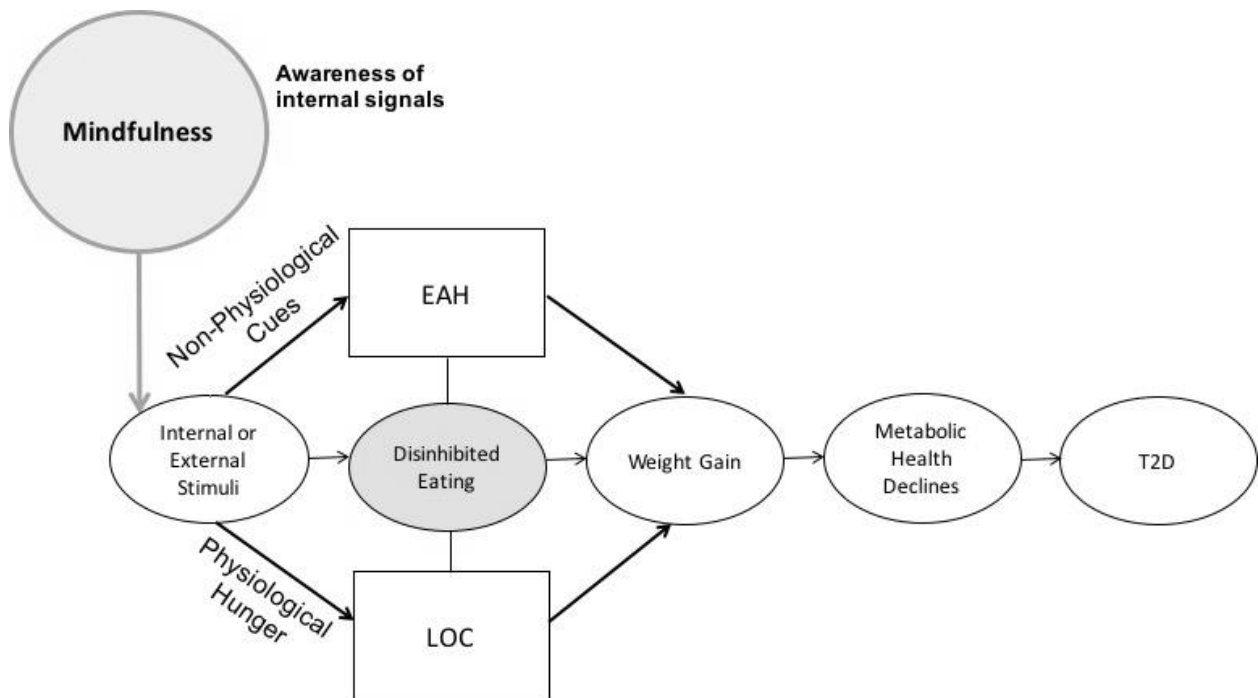 Awareness of
internal signals
Mindfulness
Non-Physiological
Cues
EAH
Internal or
External
Stimuli
Disinhibited
Eating
Weight Gain
Metabolic
Health
Declines
T2D
Physiological
Hunger
LOC